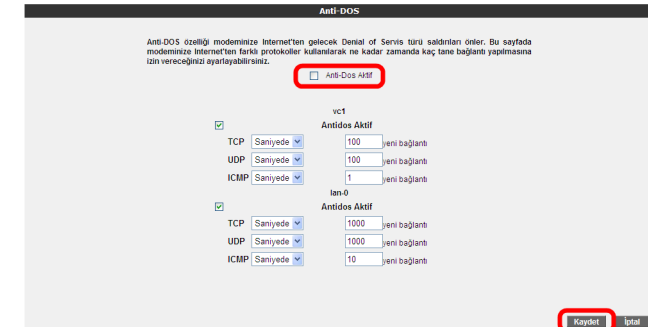 Anti-DOS
Anti-DOS özelliği modeminize Internet'ten gelecek Denial of Servis türü saldırıları önler. Bu sayfada
modeminize Internet'ten farklı protokoller kullanılarak ne kadar zamanda kaç tane bağlantı yapılmasına
izin vereceğinizi ayarlayabilirsiniz.
Anti-Dos Aktif
vc1
Antidos Aktif
TCP Saniyede 100 yeni bağlantı
UDP Saniyede 100 yeni bağlantı
ICMP Saniyede 1 yeni bağlantı
lan-0
Antidos Aktif
TCP Saniyede 1000 yeni bağlantı
UDP Saniyede 1000 yeni bağlantı
ICMP Saniyede 10 yeni bağlantı
Kaydet İptal